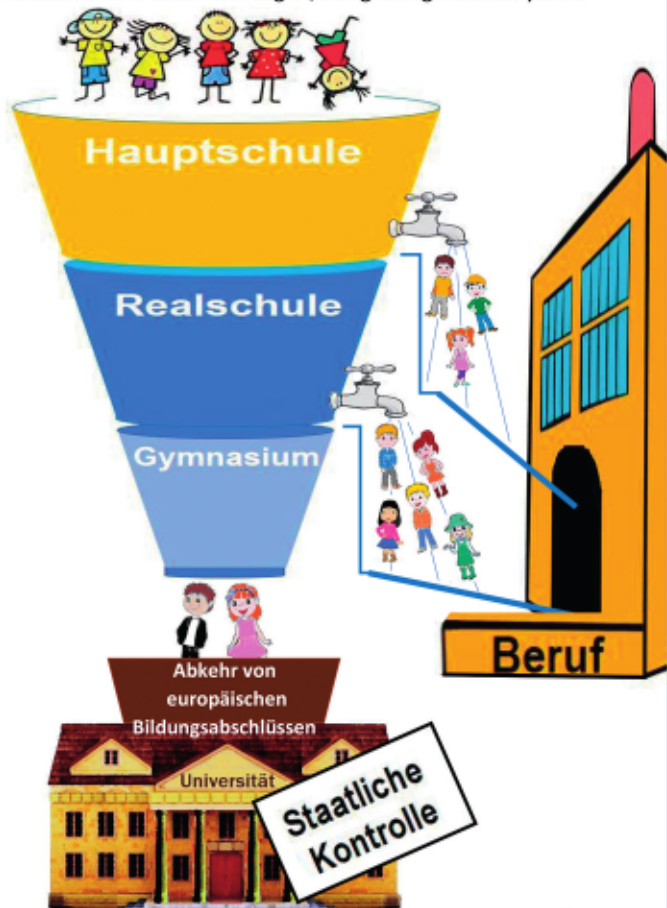 Hauptschule
Realschule
Gymnasium
Beruf
Abkehr von
europäischen
Bildungsabschlüssen
Universität
Staatliche
Kontrolle